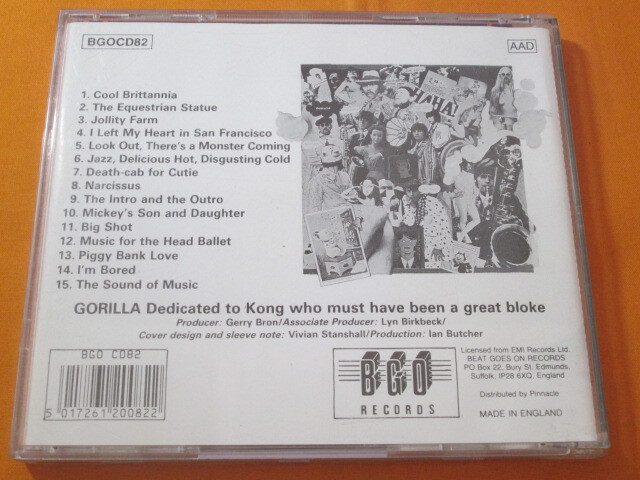 BGOCD82
AAD
1. Cool Brittannia
2. The Equestrian Statue
3. Jollity Farm
4. I Left My Heart in San Francisco
5. Look Out, There's a Monster Coming
6. Jazz, Delicious Hot, Disgusting Cold
7. Death-cab for Cutie
8. Narcissus
9. The Intro and the Outro
10. Mickey's Son and Daughter
11. Big Shot
12. Music for the Head Ballet
13. Piggy Bank Love
14. I'm Bored
15. The Sound of Music
HAHA!
GORILLA Dedicated to Kong who must have been a great bloke
Producer: Gerry Bron/Associate Producer: Lyn Birkbeck/
Cover design and sleeve note: Vivian Stanshall/Production: Ian Butcher
BGO CD82
5 017261 200822
BGO
RECORDS
Licensed from EMI Records Ltd.
BEAT GOES ON RECORDS
PO Box 22, Bury St. Edmunds,
Suffolk, IP28 6XQ, England
Distributed by Pinnacle
MADE IN ENGLAND